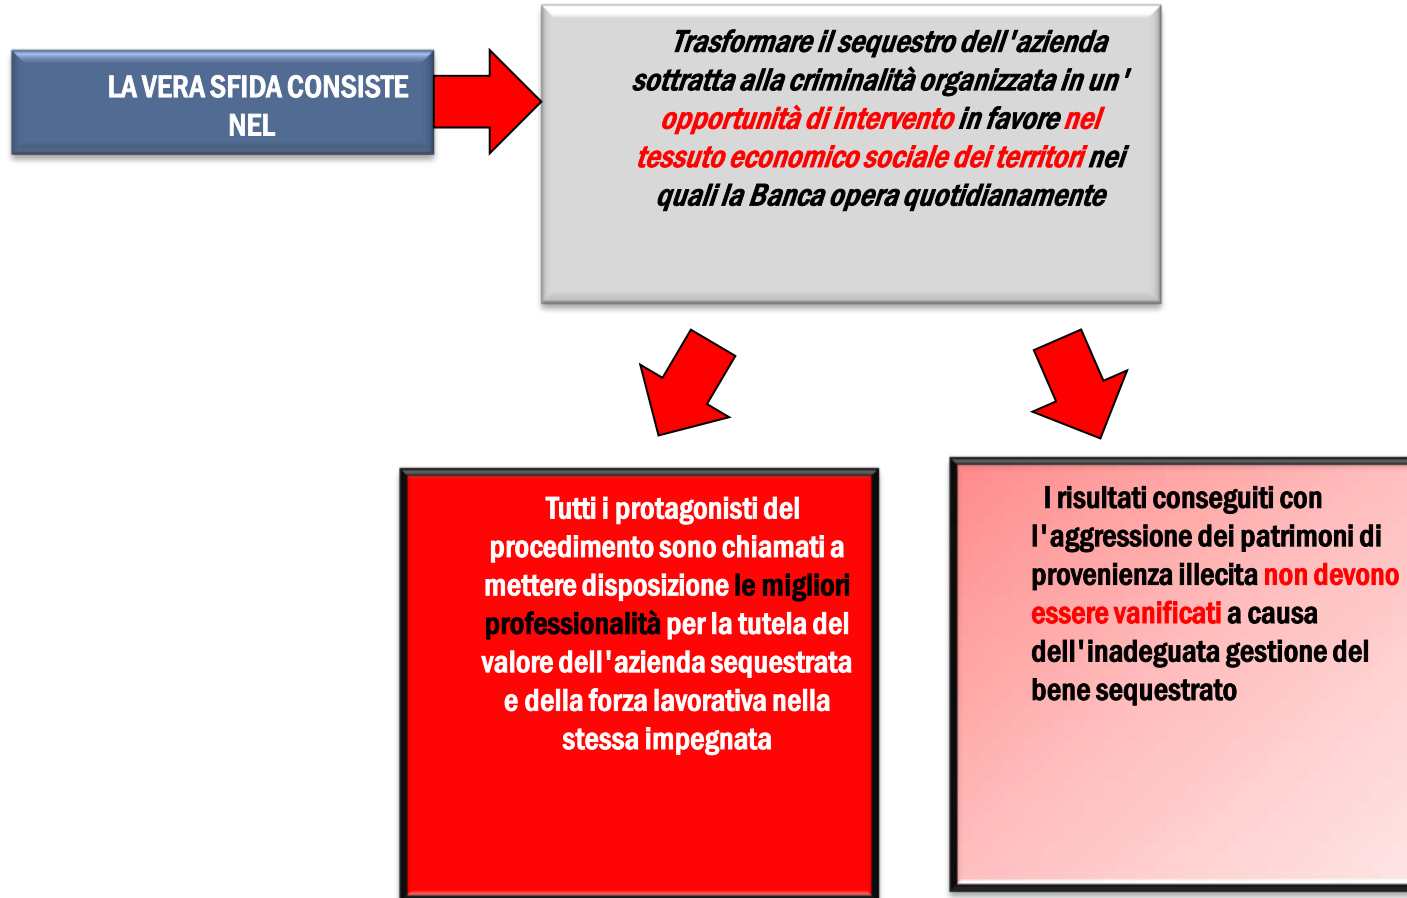 LA VERA SFIDA CONSISTE
NEL
Trasformare il sequestro dell'azienda
sottratta alla criminalità organizzata in un'
opportunità di intervento in favore nel
tessuto economico sociale dei territori nei
quali la Banca opera quotidianamente
Tutti i protagonisti del
procedimento sono chiamati a
mettere disposizione le migliori
professionalità per la tutela del
valore dell'azienda sequestrata
e della forza lavorativa nella
stessa impegnata
I risultati conseguiti con
l'aggressione dei patrimoni di
provenienza illecita non devono
essere vanificati a causa
dell'inadeguata gestione del
bene sequestrato